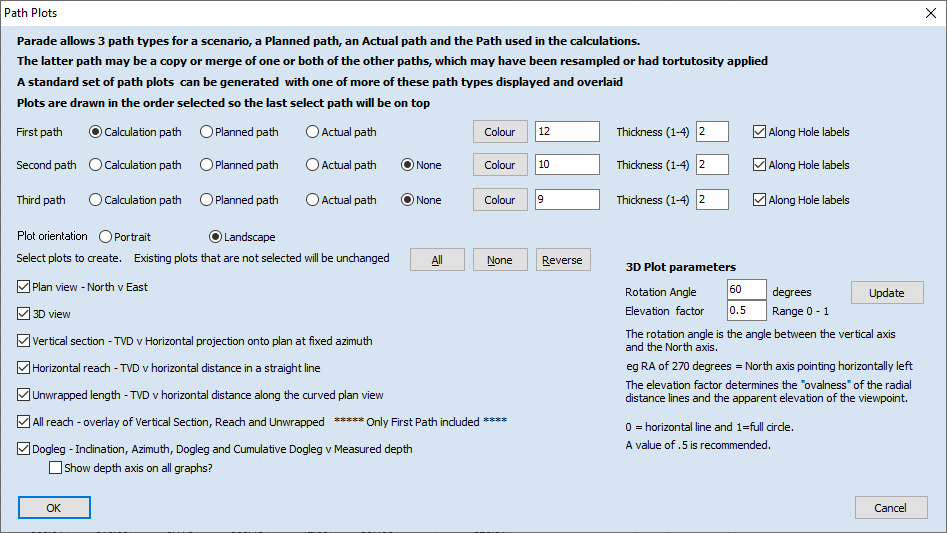 Path Plots
Parade allows 3 path types for a scenario, a Planned path, an Actual path and the Path used in the calculations.
The latter path may be a copy or merge of one or both of the other paths, which may have been resampled or had tortutosity applied
A standard set of path plots can be generated with one of more of these path types displayed and overlaid
Plots are drawn in the order selected so the last select path will be on top
First path Calculation path Planned path Actual path Colour 12 Thickness (1-4) 2 Along Hole labels
Second path Calculation path Planned path Actual path None Colour 10 Thickness (1-4) 2 Along Hole labels
Third path Calculation path Planned path Actual path None Colour 9 Thickness (1-4) 2 Along Hole labels
Plot orientation Portrait Landscape
Select plots to create. Existing plots that are not selected will be unchanged All None Reverse
Plan view - North v East
3D view
Vertical section - TVD v Horizontal projection onto plan at fixed azimuth
Horizontal reach - TVD v horizontal distance in a straight line
Unwrapped length - TVD v horizontal distance along the curved plan view
All reach - overlay of Vertical Section, Reach and Unwrapped ***** Only First Path included ****
Dogleg - Inclination, Azimuth, Dogleg and Cumulative Dogleg v Measured depth
Show depth axis on all graphs?
3D Plot parameters
Rotation Angle 60 degrees Update
Elevation factor 0.5 Range 0 - 1
The rotation angle is the angle between the vertical axis
and the North axis.
eg RA of 270 degrees = North axis pointing horizontally left
The elevation factor determines the "ovalness" of the radial
distance lines and the apparent elevation of the viewpoint.
0 = horizontal line and 1=full circle.
A value of .5 is recommended.
OK Cancel